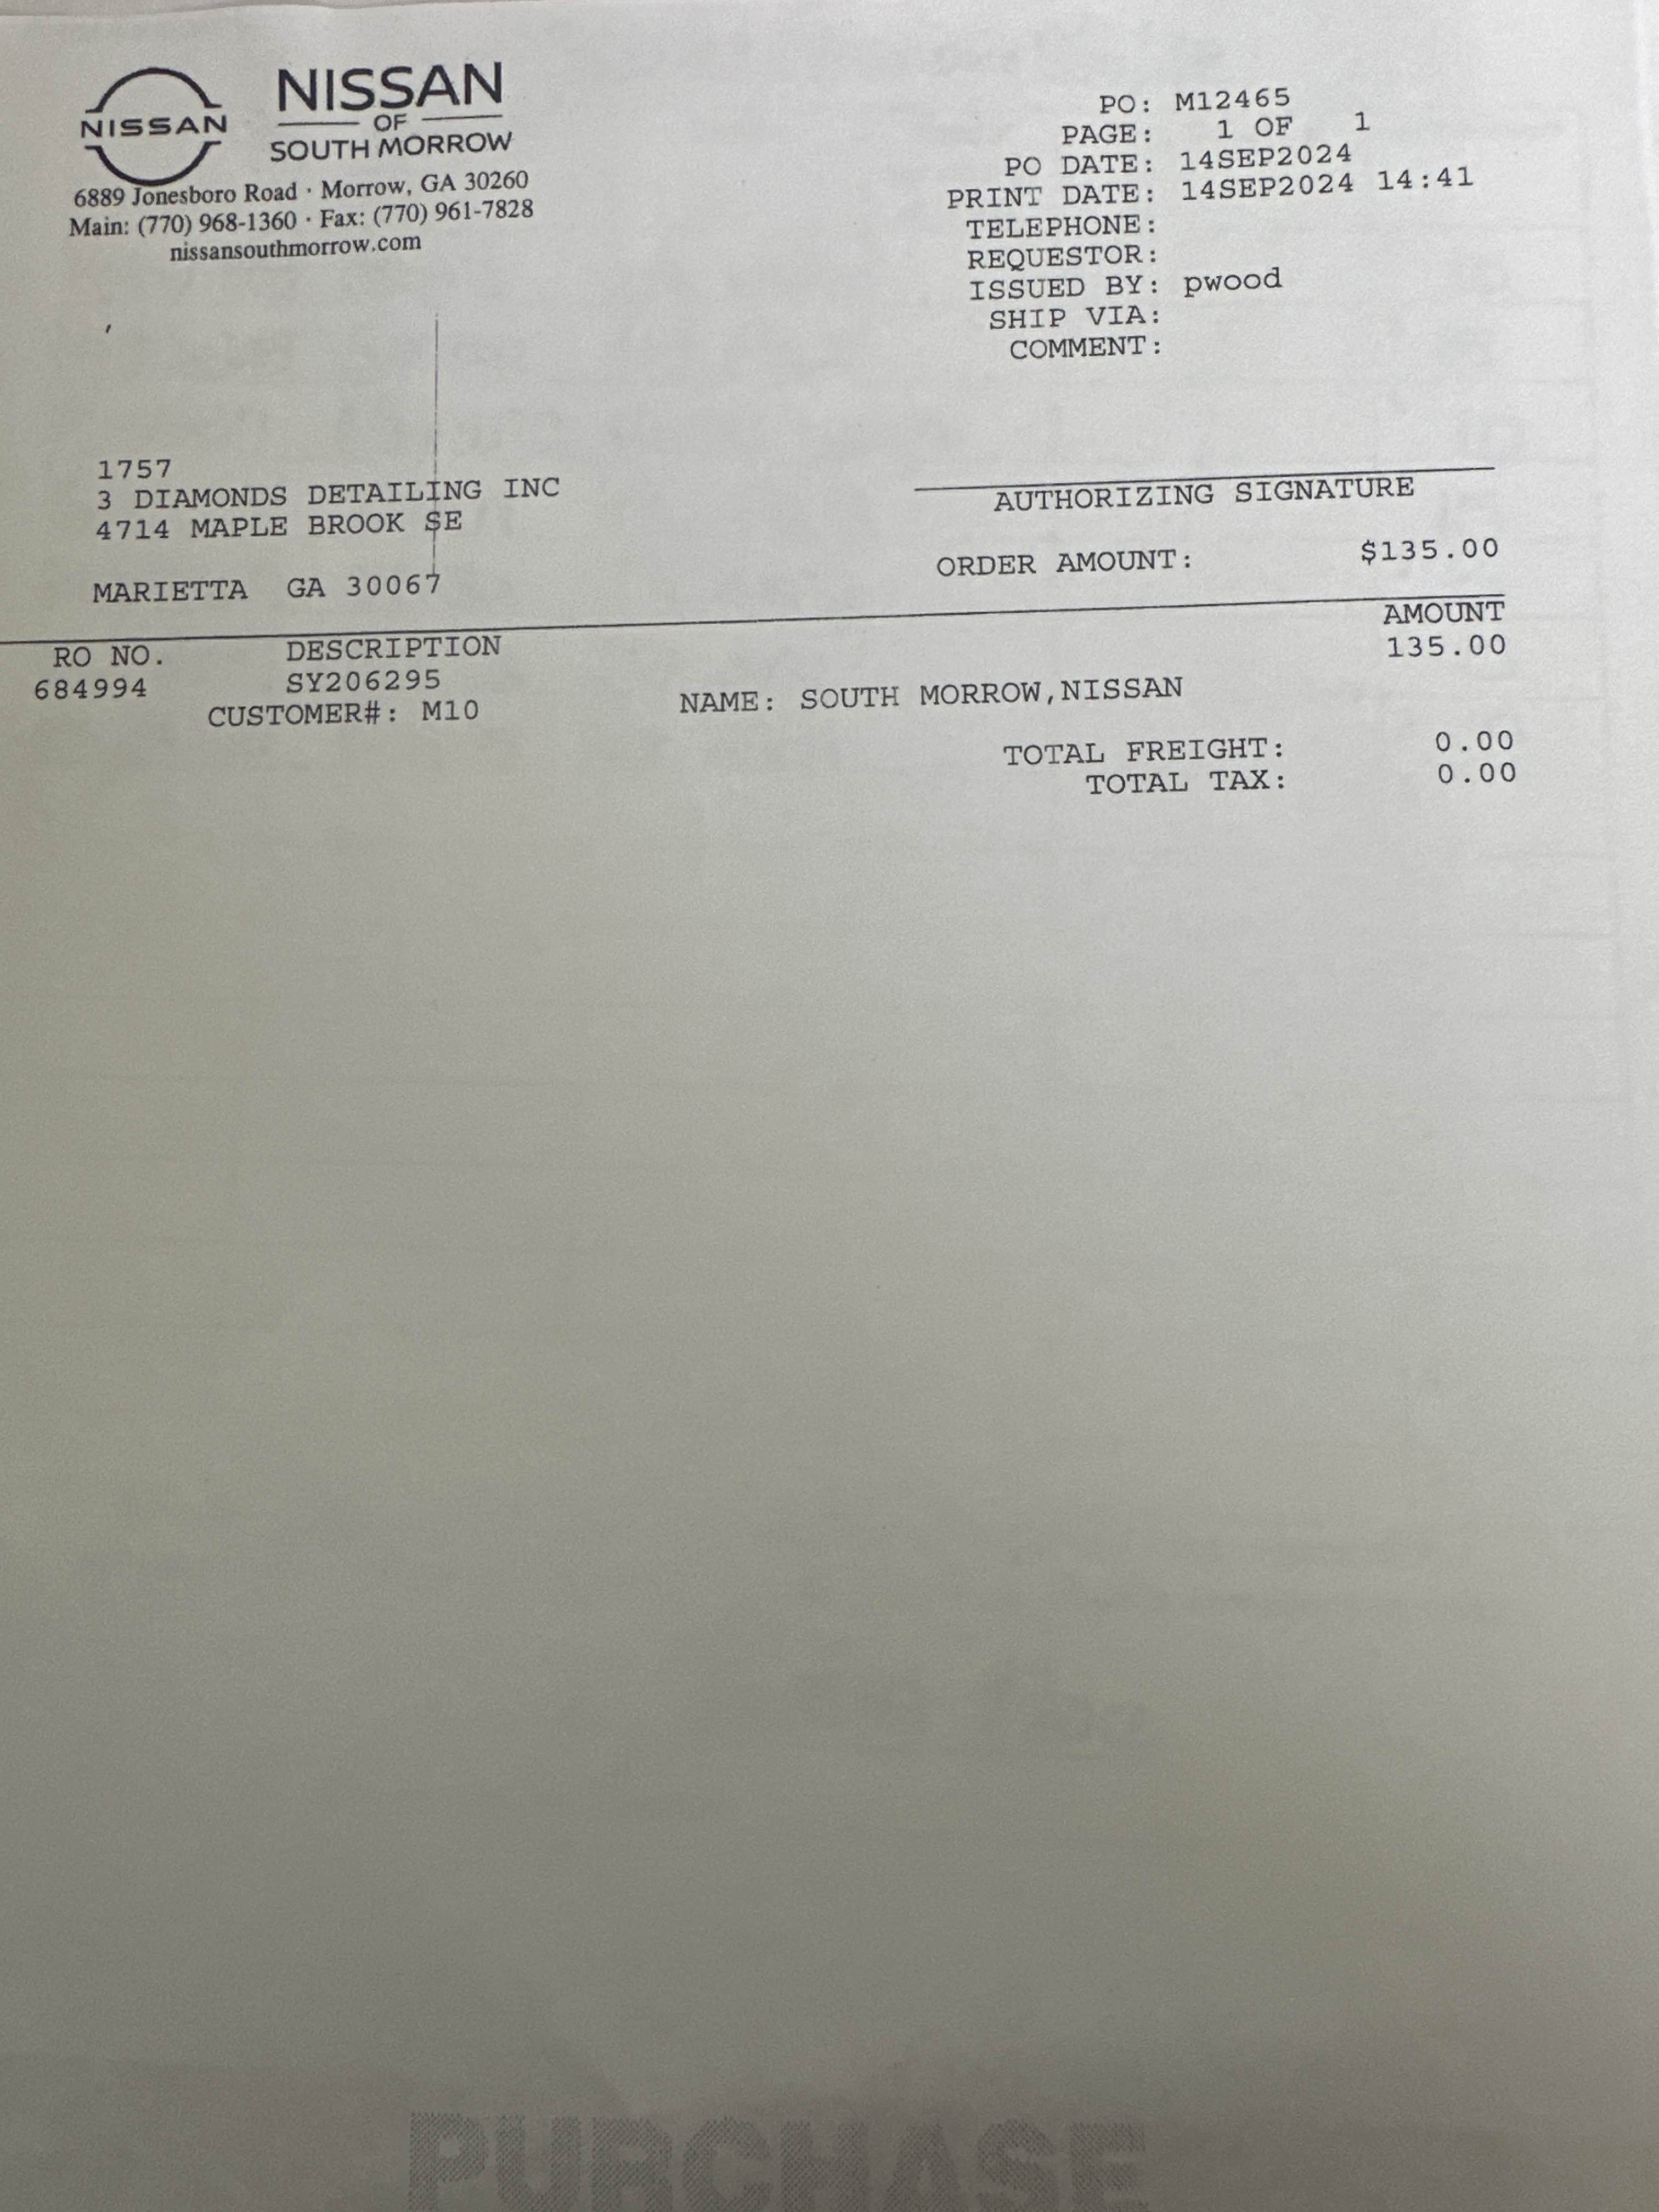 NISSAN
NISSAN
OF
SOUTH MORROW
6889 Jonesboro Road · Morrow, GA 30260
Main: (770) 968-1360 · Fax: (770) 961-7828
nissansouthmorrow.com
PO: M12465
PAGE: 1 OF 1
PO DATE: 14SEP2024
PRINT DATE: 14SEP2024 14:41
TELEPHONE:
REQUESTOR:
ISSUED BY: pwood
SHIP VIA:
COMMENT:
1757
3 DIAMONDS DETAILING INC
4714 MAPLE BROOK SE
MARIETTA GA 30067
AUTHORIZING SIGNATURE
ORDER AMOUNT: $135.00
RO NO. DESCRIPTION AMOUNT
684994 SY206295 135.00
CUSTOMER#: M10 NAME: SOUTH MORROW,NISSAN
TOTAL FREIGHT: 0.00
TOTAL TAX: 0.00
PURCHASE